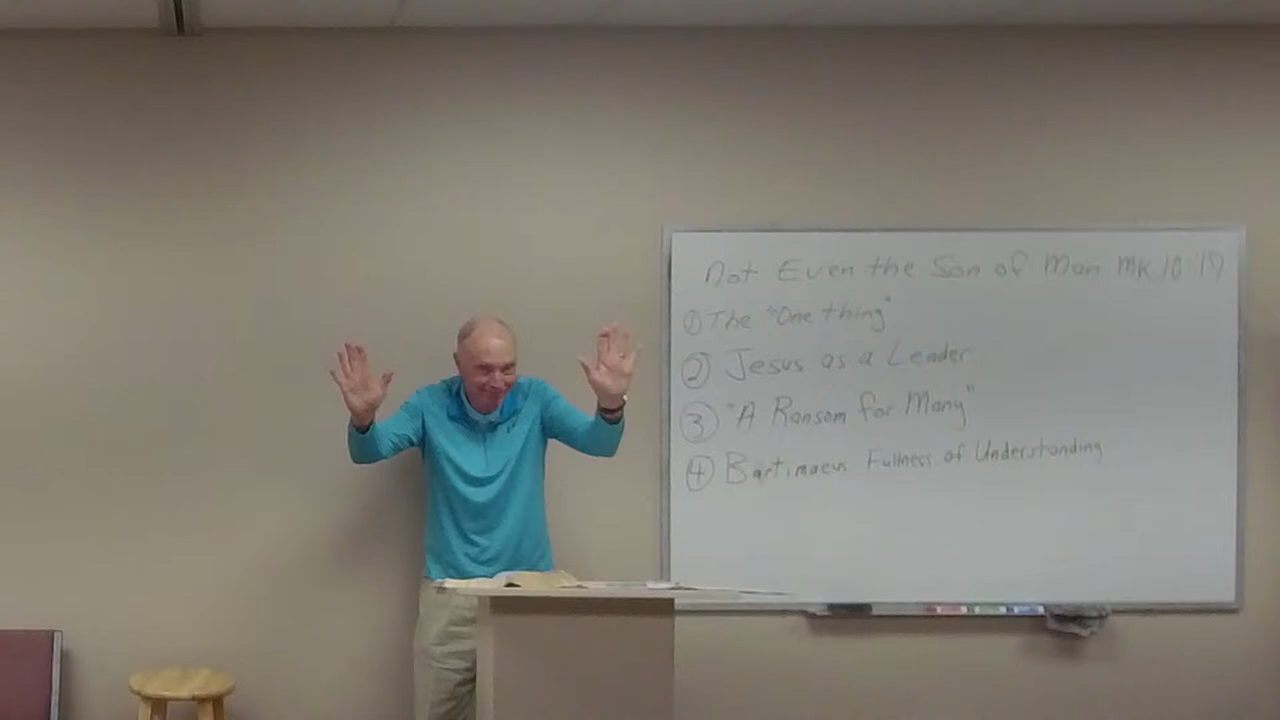 Not Even the Son of Man MK 10:17
① The "One thing"
② Jesus as a Leader
③ "A Ransom for Many"
④ Bartimaeus Fullness of Understanding